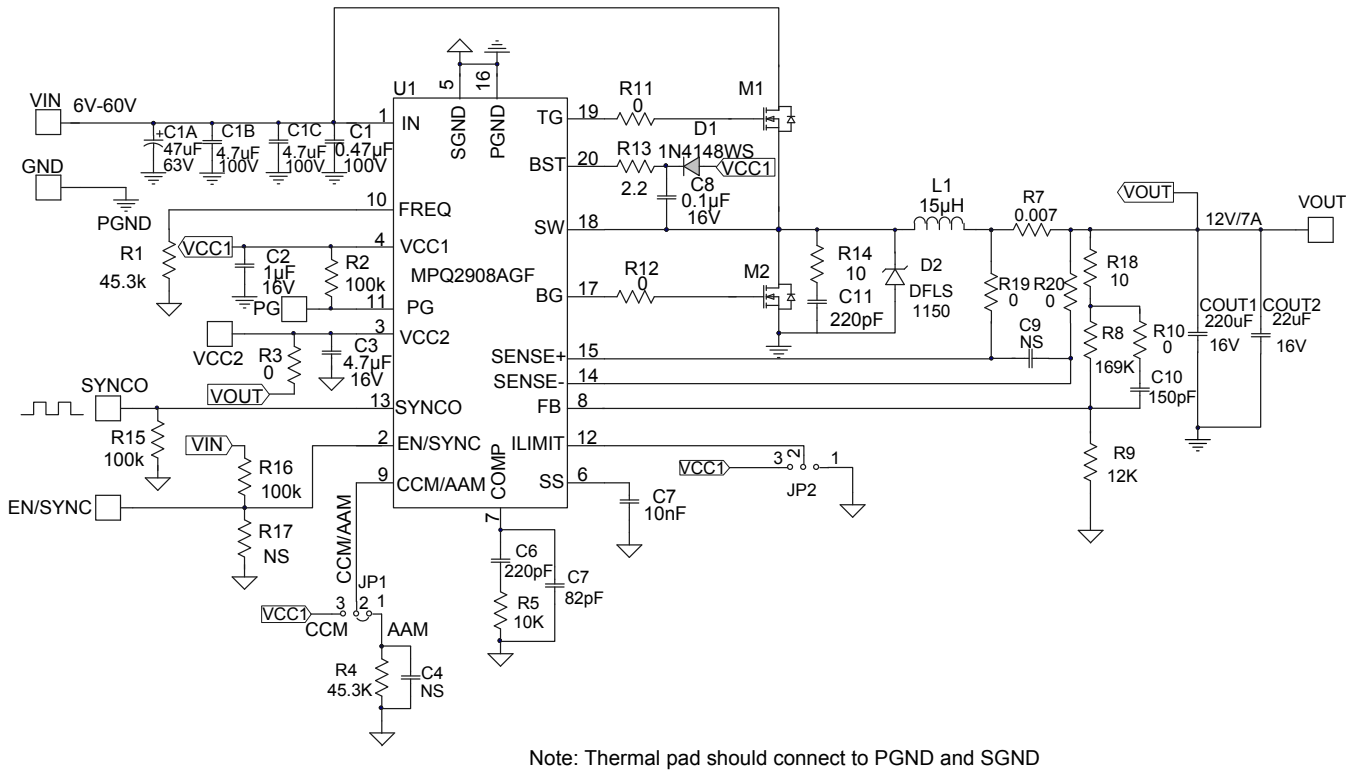 VIN
6V-60V
GND
PGND
+C1A
47uF
63V
C1B
4.7uF
100V
C1C
4.7uF
100V
C1
0.47µF
100V
U1
5
16
SGND
PGND
1
IN
10
FREQ
R1
45.3k
VCC1
4
VCC1
C2
1µF
16V
R2
100k
MPQ2908AGF
PG
11
PG
3
VCC2
VCC2
R3
0
C3
4.7µF
16V
VOUT
SYNCO
13
SYNCO
R15
100k
VIN
2
EN/SYNC
R16
100k
9
CCM/AAM
EN/SYNC
R17
NS
CCM/AAM
JP1
VCC1
3
2
1
CCM
AAM
R4
45.3K
C4
NS
COMP
7
C6
220pF
R5
10K
C7
82pF
TG
19
R11
0
M1
BST
20
R13
2.2
D1
1N4148WS
VCC1
C8
0.1µF
16V
SW
18
BG
17
R12
0
M2
R14
10
C11
220pF
D2
DFLS
1150
L1
15µH
R7
0.007
R19
0
R20
0
C9
NS
SENSE+
15
SENSE-
14
FB
8
ILIMIT
12
VCC1
3
2
1
JP2
SS
6
C7
10nF
VOUT
12V/7A
VOUT
R18
10
R8
169K
R10
0
C10
150pF
R9
12K
COUT1
220uF
16V
COUT2
22uF
16V
Note: Thermal pad should connect to PGND and SGND